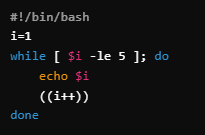 #!/bin/bash
i=1
while [ $i -le 5 ]; do
    echo $i
    ((i++))
done